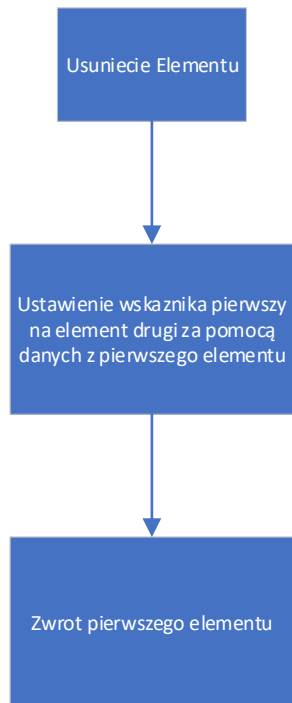 Usuniecie Elementu
Ustawienie wskaznika pierwszy
na element drugi za pomocą
danych z pierwszego elementu
Zwrot pierwszego elementu